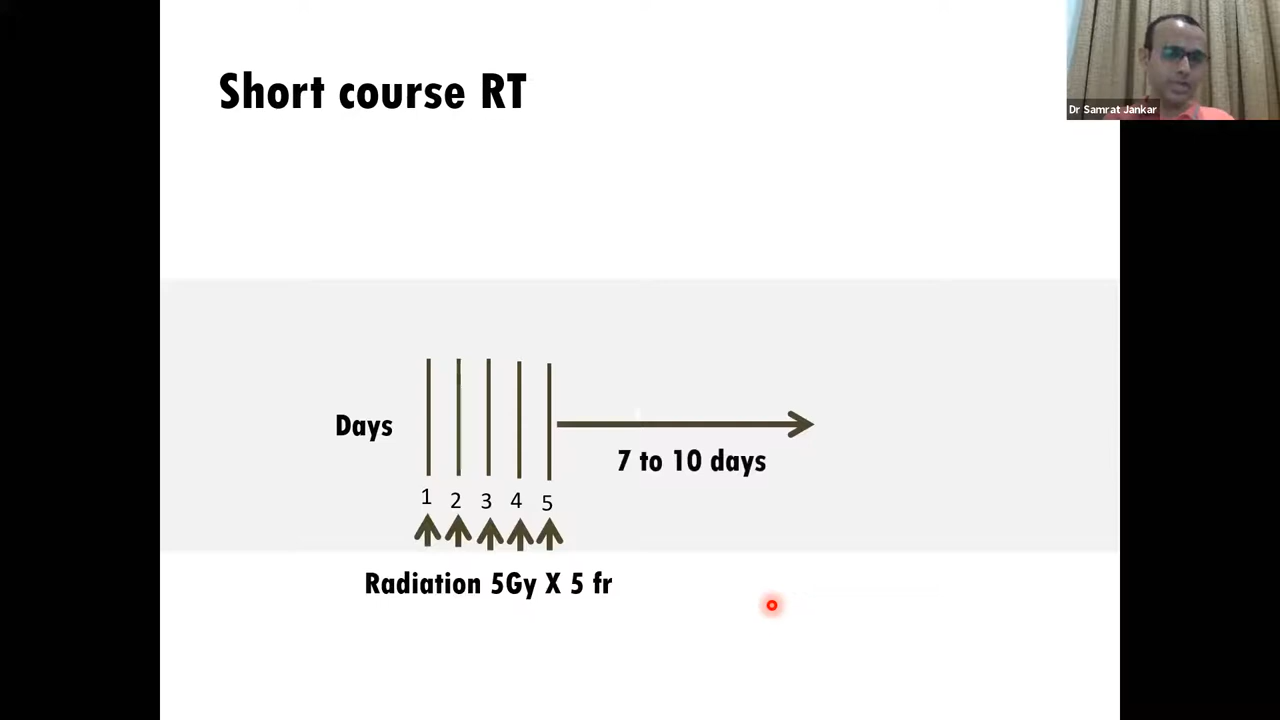 Short course RT
Dr Samrat Jankar
Days
7 to 10 days
1 2 3 4 5
Radiation 5Gy X 5 fr